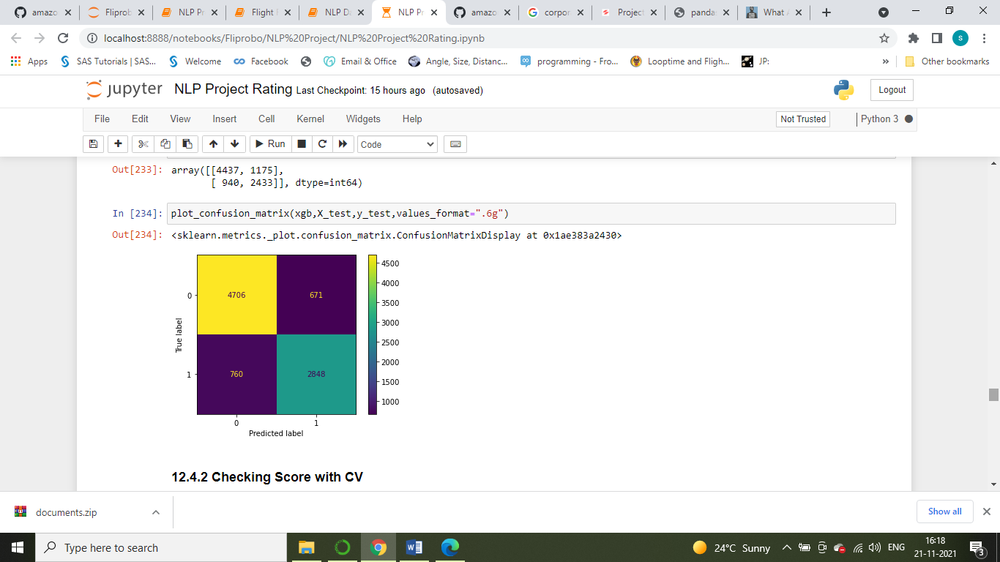 amazo
Fliprob
NLP Pr
Flight F
NLP Da
NLP Pr
amazo
corpor
Project
panda
What A
localhost:8888/notebooks/Fliprobo/NLP%20Project/NLP%20Project%20Rating.ipynb
s
Apps
SAS Tutorials | SAS...
Welcome
Facebook
Email & Office
Angle, Size, Distanc...
programming - Fro...
Looptime and Fligh...
JP:
»
Other bookmarks
jupyter NLP Project Rating Last Checkpoint: 15 hours ago (autosaved)
Logout
File Edit View Insert Cell Kernel Widgets Help
Not Trusted
Python 3
Run
Code
Out[233]: array([[4437, 1175],
[ 940, 2433]], dtype=int64)
In [234]: plot_confusion_matrix(xgb,X_test,y_test,values_format=".6g")
Out[234]: <sklearn.metrics._plot.confusion_matrix.ConfusionMatrixDisplay at 0x1ae383a2430>
True label
0
1
4706 671
760 2848
0 1
Predicted label
4500
4000
3500
3000
2500
2000
1500
1000
12.4.2 Checking Score with CV
documents.zip
Show all
Type here to search
24°C Sunny
ENG
16:18
21-11-2021
3